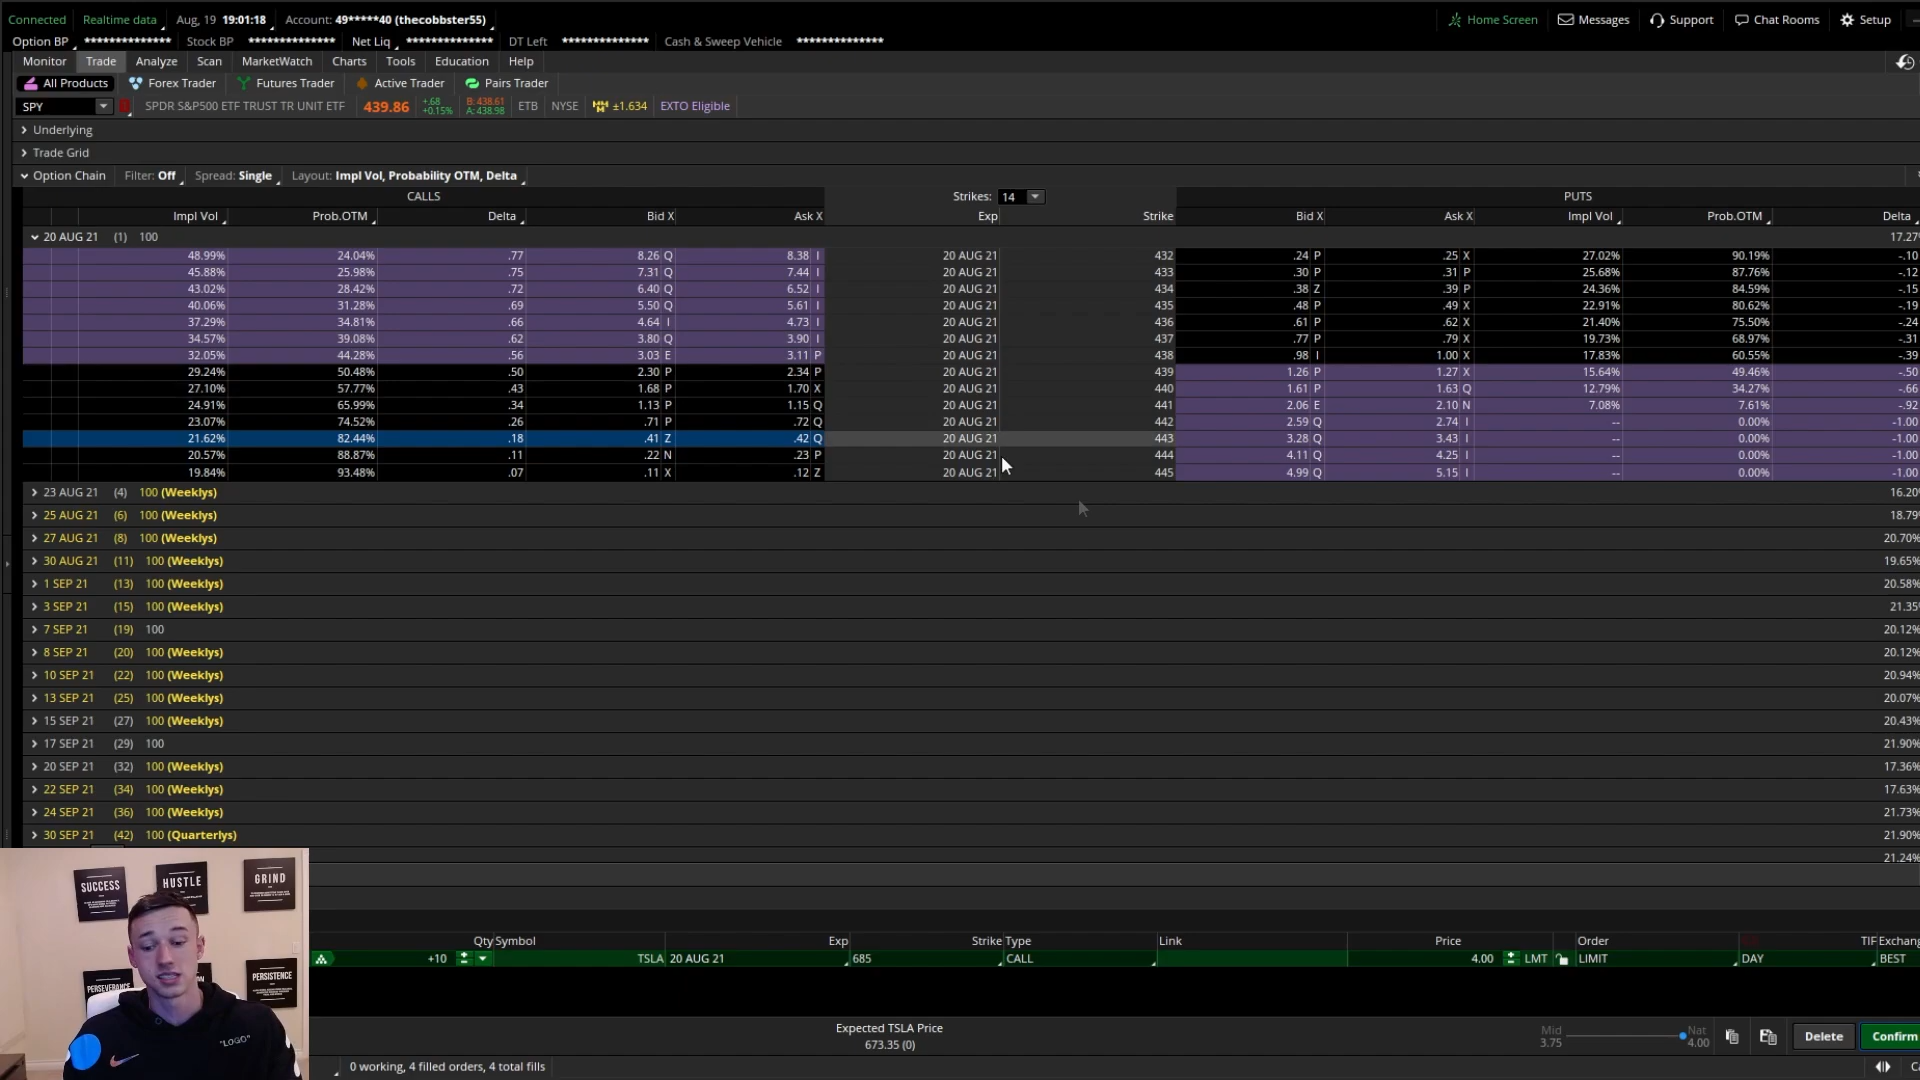 Connected Realtime data Aug, 19 19:01:18 Account: 49*****40 (thecobbster55) Home Screen Messages Support Chat Rooms Setup
Option BP ************** Stock BP ************** Net Liq ************** DT Left ************** Cash & Sweep Vehicle **************
Monitor Trade Analyze Scan MarketWatch Charts Tools Education Help
All Products Forex Trader Futures Trader Active Trader Pairs Trader
SPY SPDR S&P500 ETF TRUST TR UNIT ETF 439.86 +.68 +0.15% B: 438.61 A: 438.98 ETB NYSE ±1.634 EXTO Eligible
Underlying
Trade Grid
Option Chain Filter: Off Spread: Single Layout: Impl Vol, Probability OTM, Delta
CALLS Strikes: 14 PUTS
Impl Vol Prob.OTM Delta Bid X Ask X Exp Strike Bid X Ask X Impl Vol Prob.OTM Delta
20 AUG 21 (1) 100 17.27%
48.99% 24.04% .77 8.26 Q 8.38 I 20 AUG 21 432 .24 P .25 X 27.02% 90.19% -.10
45.88% 25.98% .75 7.31 Q 7.44 I 20 AUG 21 433 .30 P .31 P 25.68% 87.76% -.12
43.02% 28.42% .72 6.40 Q 6.52 I 20 AUG 21 434 .38 Z .39 P 24.36% 84.59% -.15
40.06% 31.28% .69 5.50 Q 5.61 I 20 AUG 21 435 .48 P .49 X 22.91% 80.62% -.19
37.29% 34.81% .66 4.64 I 4.73 I 20 AUG 21 436 .61 P .62 X 21.40% 75.50% -.24
34.57% 39.08% .62 3.80 Q 3.90 I 20 AUG 21 437 .77 P .79 X 19.73% 68.97% -.31
32.05% 44.28% .56 3.03 E 3.11 P 20 AUG 21 438 .98 I 1.00 X 17.83% 60.55% -.39
29.24% 50.48% .50 2.30 P 2.34 P 20 AUG 21 439 1.26 P 1.27 X 15.64% 49.46% -.50
27.10% 57.77% .43 1.68 P 1.70 X 20 AUG 21 440 1.61 P 1.63 Q 12.79% 34.27% -.66
24.91% 65.99% .34 1.13 P 1.15 Q 20 AUG 21 441 2.06 E 2.10 N 7.08% 7.61% -.92
23.07% 74.52% .26 .71 P .72 Q 20 AUG 21 442 2.59 Q 2.74 I -- 0.00% -1.00
21.62% 82.44% .18 .41 Z .42 Q 20 AUG 21 443 3.28 Q 3.43 I -- 0.00% -1.00
20.57% 88.87% .11 .22 N .23 P 20 AUG 21 444 4.11 Q 4.25 I -- 0.00% -1.00
19.84% 93.48% .07 .11 X .12 Z 20 AUG 21 445 4.99 Q 5.15 I -- 0.00% -1.00
23 AUG 21 (4) 100 (Weeklys) 16.20%
25 AUG 21 (6) 100 (Weeklys) 18.79%
27 AUG 21 (8) 100 (Weeklys) 20.70%
30 AUG 21 (11) 100 (Weeklys) 19.65%
1 SEP 21 (13) 100 (Weeklys) 20.58%
3 SEP 21 (15) 100 (Weeklys) 21.35%
7 SEP 21 (19) 100 20.12%
8 SEP 21 (20) 100 (Weeklys) 20.12%
10 SEP 21 (22) 100 (Weeklys) 20.94%
13 SEP 21 (25) 100 (Weeklys) 20.07%
15 SEP 21 (27) 100 (Weeklys) 20.43%
17 SEP 21 (29) 100 21.90%
20 SEP 21 (32) 100 (Weeklys) 17.36%
22 SEP 21 (34) 100 (Weeklys) 17.63%
24 SEP 21 (36) 100 (Weeklys) 21.73%
30 SEP 21 (42) 100 (Quarterlys) 21.90%
21.24%
SUCCESS HUSTLE GRIND
PERSEVERANCE PERSISTENCE
"LOGO"
Qty Symbol Exp Strike Type Link Price Order TIF Exchang
+10 TSLA 20 AUG 21 685 CALL 4.00 LMT LIMIT DAY BEST
Expected TSLA Price
673.35 (0)
Mid 3.75 Nat 4.00 Delete Confirm
0 working, 4 filled orders, 4 total fills